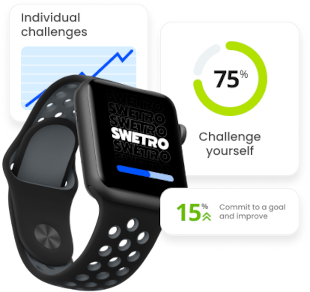 Individual
challenges
75%
Challenge
yourself
SWETRO
SWETRO
SWETRO
SWETRO
SWETRO
15%
Commit to a goal
and improve